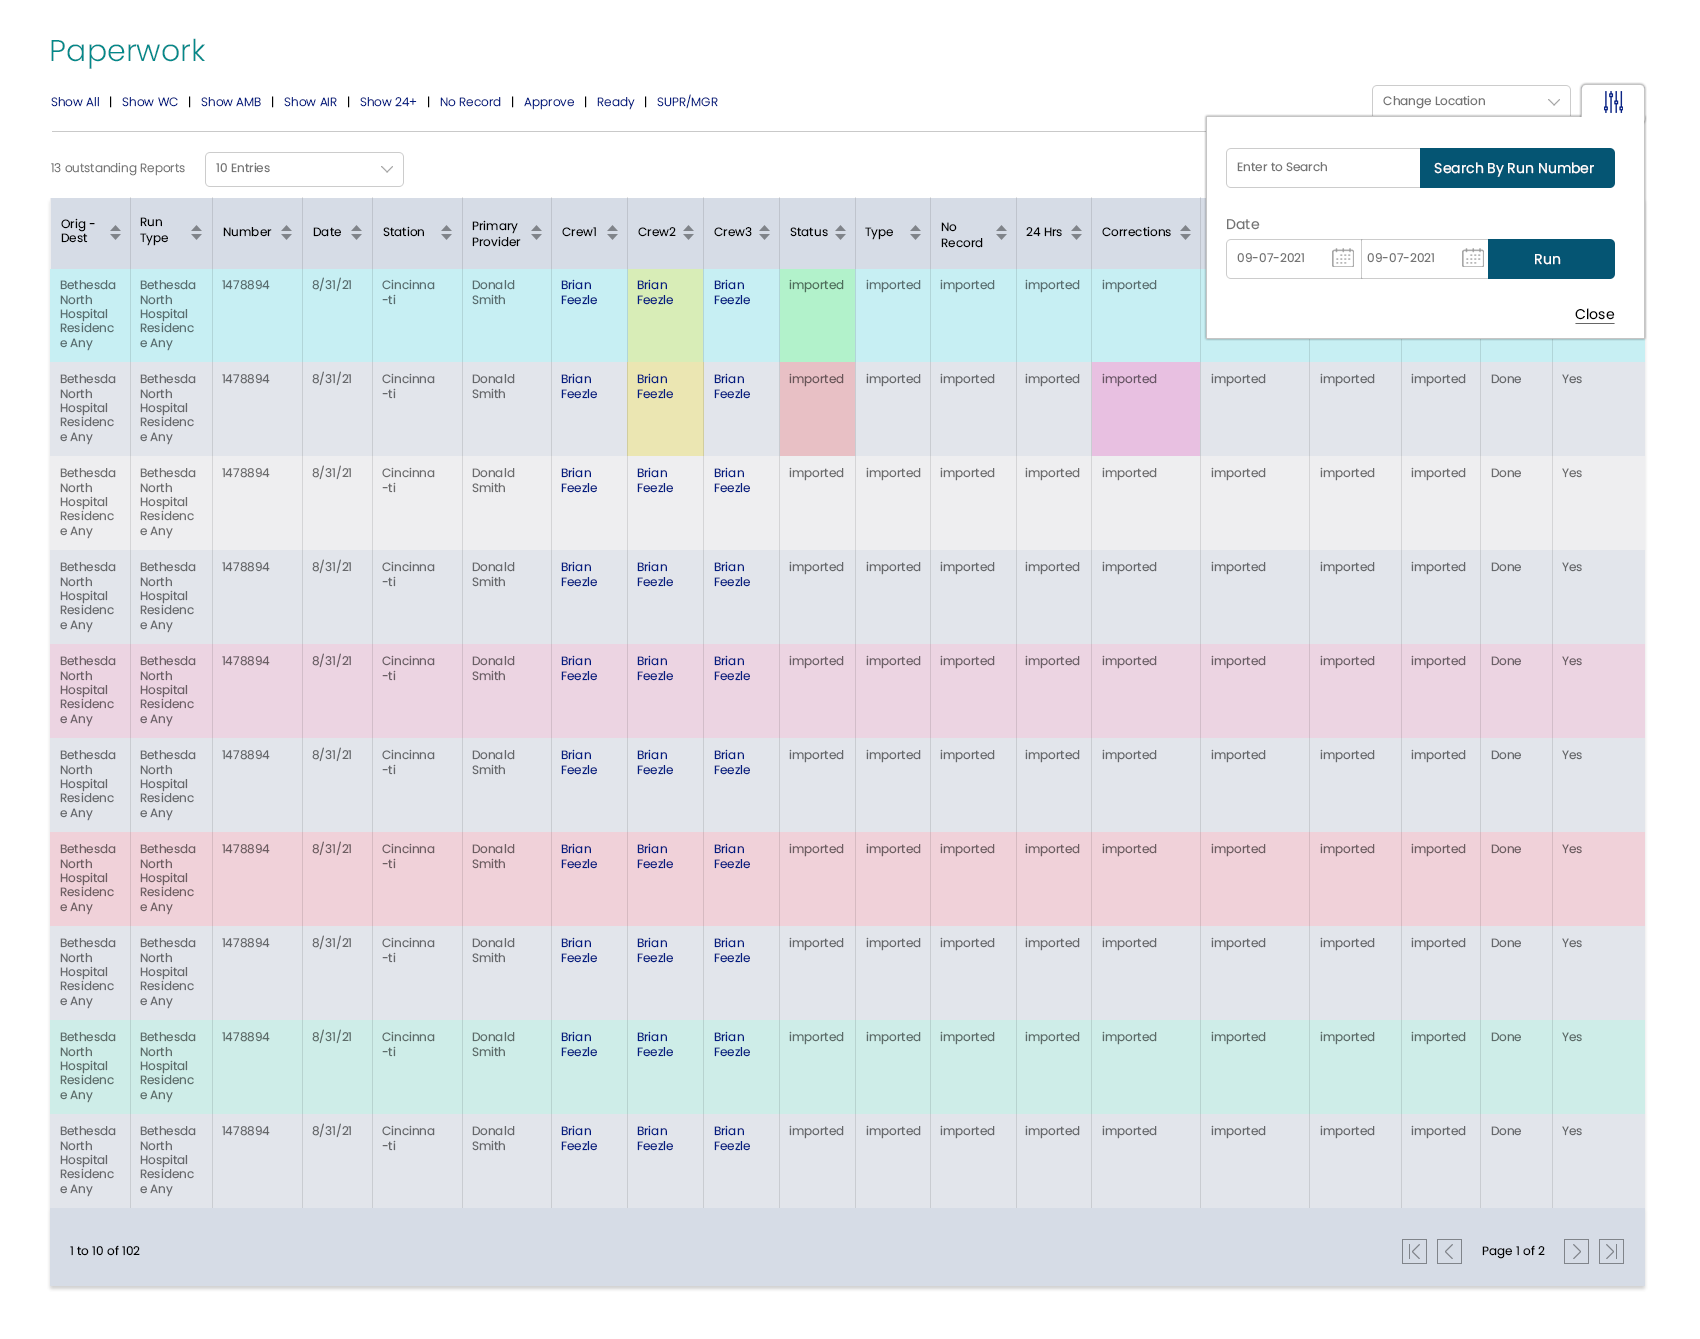 Paperwork
Show All | Show WC | Show AMB | Show AIR | Show 24+ | No Record | Approve | Ready | SUPR/MGR
Change Location
13 outstanding Reports
10 Entries
Enter to Search
Search By Run Number
Date
09-07-2021
09-07-2021
Run
Close
Orig - Dest Run Type Number Date Station Primary Provider Crew1 Crew2 Crew3 Status Type No Record 24 Hrs Corrections
Bethesda Bethesda 1478894 8/31/21 Cincinna Donald Brian Brian Brian imported imported imported imported imported
North North -ti Smith Feezle Feezle Feezle
Hospital Hospital
Residenc Residenc
e Any e Any
Bethesda Bethesda 1478894 8/31/21 Cincinna Donald Brian Brian Brian imported imported imported imported imported imported imported imported Done Yes
North North -ti Smith Feezle Feezle Feezle
Hospital Hospital
Residenc Residenc
e Any e Any
Bethesda Bethesda 1478894 8/31/21 Cincinna Donald Brian Brian Brian imported imported imported imported imported imported imported imported Done Yes
North North -ti Smith Feezle Feezle Feezle
Hospital Hospital
Residenc Residenc
e Any e Any
Bethesda Bethesda 1478894 8/31/21 Cincinna Donald Brian Brian Brian imported imported imported imported imported imported imported imported Done Yes
North North -ti Smith Feezle Feezle Feezle
Hospital Hospital
Residenc Residenc
e Any e Any
Bethesda Bethesda 1478894 8/31/21 Cincinna Donald Brian Brian Brian imported imported imported imported imported imported imported imported Done Yes
North North -ti Smith Feezle Feezle Feezle
Hospital Hospital
Residenc Residenc
e Any e Any
Bethesda Bethesda 1478894 8/31/21 Cincinna Donald Brian Brian Brian imported imported imported imported imported imported imported imported Done Yes
North North -ti Smith Feezle Feezle Feezle
Hospital Hospital
Residenc Residenc
e Any e Any
Bethesda Bethesda 1478894 8/31/21 Cincinna Donald Brian Brian Brian imported imported imported imported imported imported imported imported Done Yes
North North -ti Smith Feezle Feezle Feezle
Hospital Hospital
Residenc Residenc
e Any e Any
Bethesda Bethesda 1478894 8/31/21 Cincinna Donald Brian Brian Brian imported imported imported imported imported imported imported imported Done Yes
North North -ti Smith Feezle Feezle Feezle
Hospital Hospital
Residenc Residenc
e Any e Any
Bethesda Bethesda 1478894 8/31/21 Cincinna Donald Brian Brian Brian imported imported imported imported imported imported imported imported Done Yes
North North -ti Smith Feezle Feezle Feezle
Hospital Hospital
Residenc Residenc
e Any e Any
Bethesda Bethesda 1478894 8/31/21 Cincinna Donald Brian Brian Brian imported imported imported imported imported imported imported imported Done Yes
North North -ti Smith Feezle Feezle Feezle
Hospital Hospital
Residenc Residenc
e Any e Any
1 to 10 of 102
Page 1 of 2